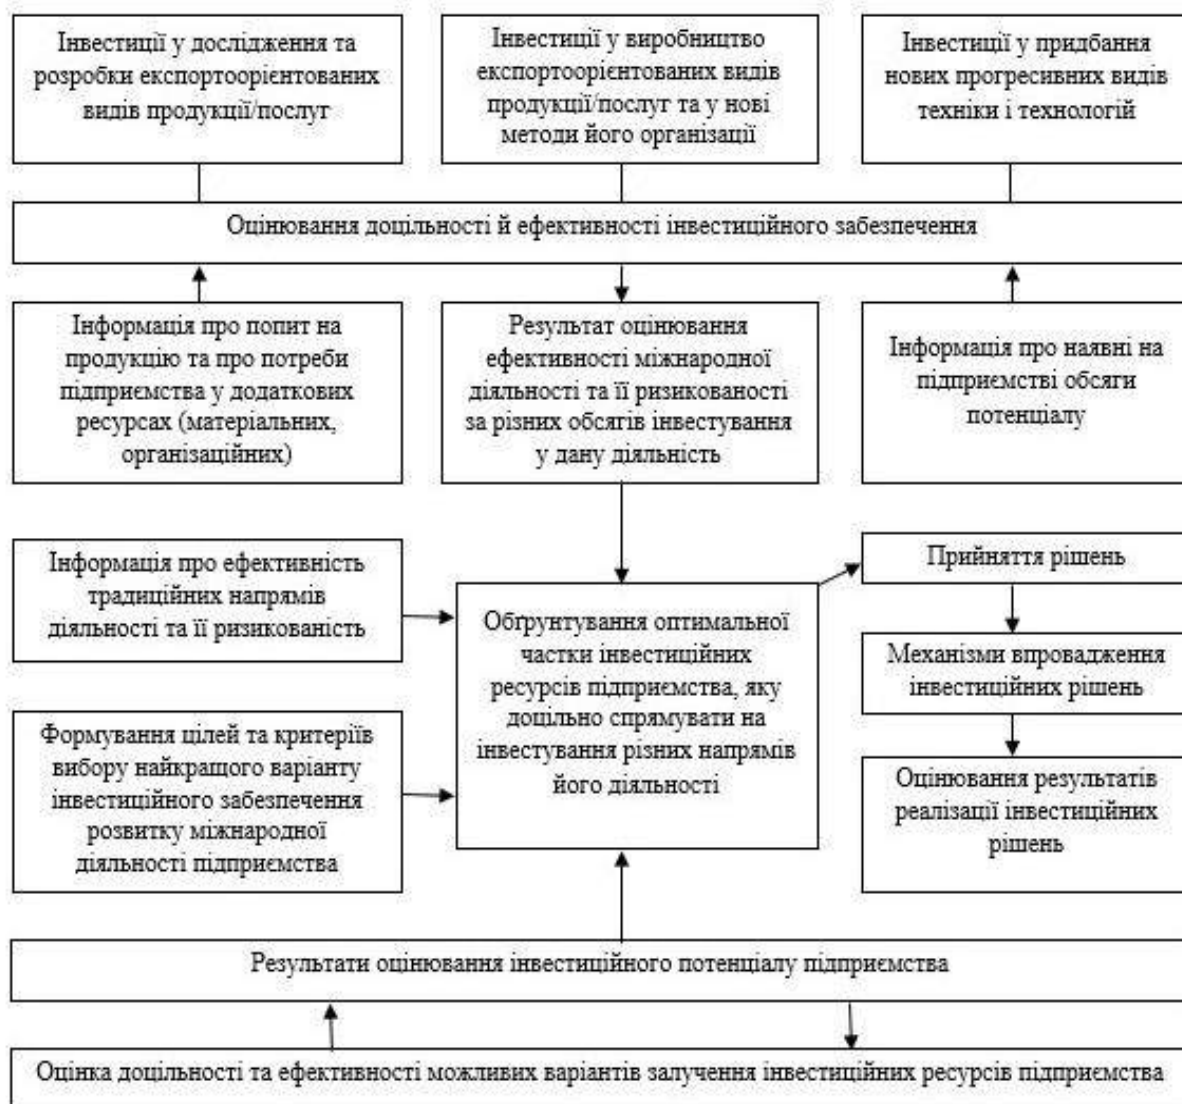 Інвестиції у дослідження та
розробки експортоорієнтованих
видів продукції/послуг
Інвестиції у виробництво
експортоорієнтованих видів
продукції/послуг та у нові
методи його організації
Інвестиції у придбання
нових прогресивних видів
техніки і технологій
Оцінювання доцільності й ефективності інвестиційного забезпечення
Інформація про попит на
продукцію та про потреби
підприємства у додаткових
ресурсах (матеріальних,
організаційних)
Результат оцінювання
ефективності міжнародної
діяльності та її ризикованості
за різних обсягів інвестування
у дану діяльність
Інформація про наявні на
підприємстві обсяги
потенціалу
Інформація про ефективність
традиційних напрямів
діяльності та її ризикованість
Формування цілей та критеріїв
вибору найкращого варіанту
інвестиційного забезпечення
розвитку міжнародної
діяльності підприємства
Обґрунтування оптимальної
частки інвестиційних
ресурсів підприємства, яку
доцільно спрямувати на
інвестування різних напрямів
його діяльності
Прийняття рішень
Механізми впровадження
інвестиційних рішень
Оцінювання результатів
реалізації інвестиційних
рішень
Результати оцінювання інвестиційного потенціалу підприємства
Оцінка доцільності та ефективності можливих варіантів залучення інвестиційних ресурсів підприємства